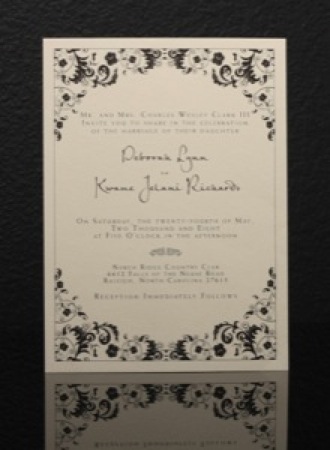 Mr. and Mrs. Charles Wesley Clark III
Invite you to share in the celebration
of the marriage of their daughter
Deborah Lynn
to
Kwame Jelani Richards
On Saturday, the twenty-fourth of May,
Two Thousand and Eight
at Five O'clock in the afternoon
North Ridge Country Club
6612 Falls of the Neuse Road
Raleigh, North Carolina 27615
Reception Immediately Follows